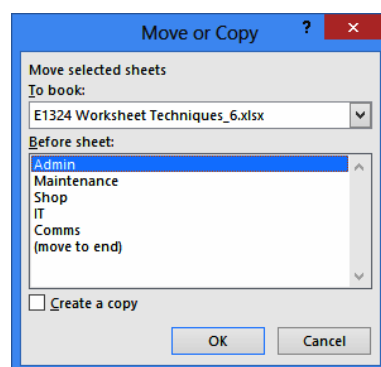 Move or Copy ? ×
Move selected sheets
To book:
E1324 Worksheet Techniques_6.xlsx
Before sheet:
Admin
Maintenance
Shop
IT
Comms
(move to end)
Create a copy
OK Cancel